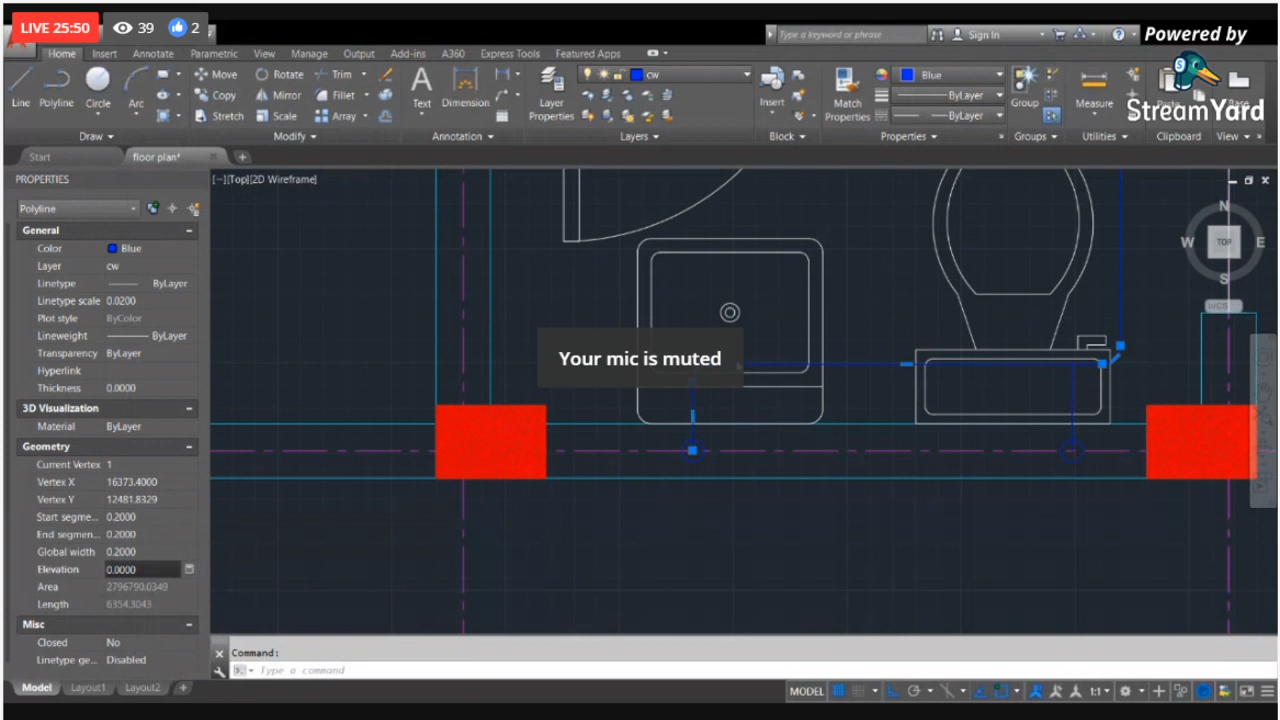 LIVE 25:50 39 2
Type a keyword or phrase Sign In
Powered by
Home Insert Annotate Parametric View Manage Output Add-ins A360 Express Tools Featured Apps
Line Polyline Circle Arc
Move Rotate Trim
Copy Mirror Fillet
Stretch Scale Array
Text Dimension
Layer Properties
cw
Insert
Match Properties
Blue
ByLayer
ByLayer
Group
Measure
StreamYard
Draw Modify Annotation Layers Block Properties Groups Utilities Clipboard View
Start floor plan*
PROPERTIES
[−][Top][2D Wireframe]
Polyline
General
Color Blue
Layer cw
Linetype ByLayer
Linetype scale 0.0200
Plot style ByColor
Lineweight ByLayer
Transparency ByLayer
Hyperlink
Thickness 0.0000
3D Visualization
Material ByLayer
Geometry
Current Vertex 1
Vertex X 16373.4000
Vertex Y 12481.8329
Start segme... 0.2000
End segmen... 0.2000
Global width 0.2000
Elevation 0.0000
Area 2796790.0349
Length 6354.3043
Misc
Closed No
Linetype ge... Disabled
N
W TOP E
S
WCS
Your mic is muted
Command:
Type a command
Model Layout1 Layout2
MODEL 1:1